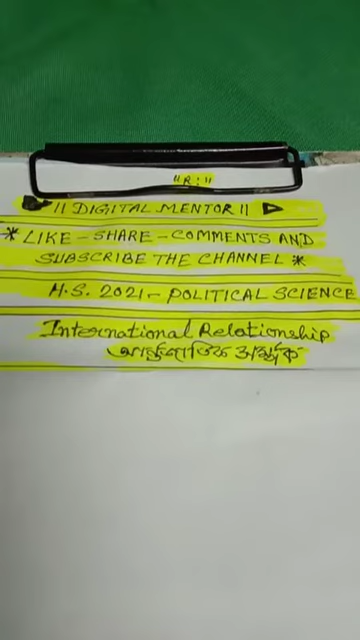 "R:"
|| DIGITAL MENTOR ||
* LIKE - SHARE - COMMENTS AND
SUBSCRIBE THE CHANNEL *
H.S. 2021 - POLITICAL SCIENCE
International Relationship
আন্তর্জাতিক সম্পর্ক